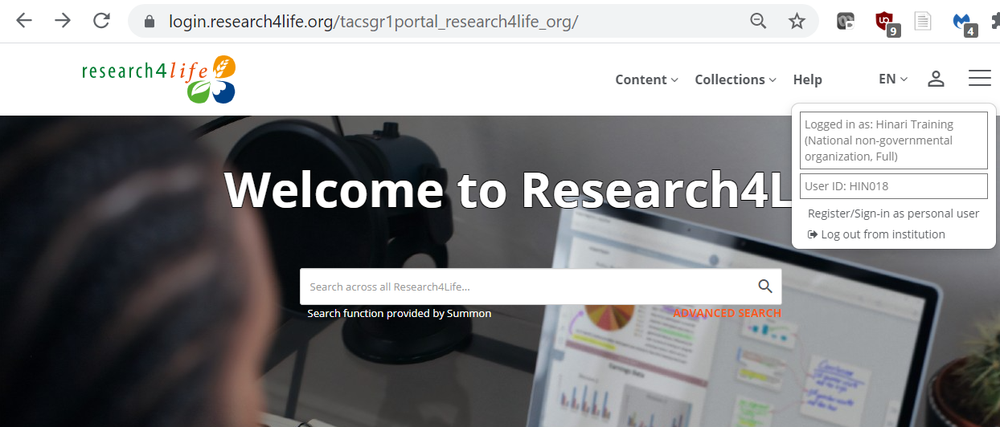 login.research4life.org/tacsgr1portal_research4life_org/
9
4
research4life
Content
Collections
Help
EN
Logged in as: Hinari Training
(National non-governmental
organization, Full)
User ID: HIN018
Register/Sign-in as personal user
Log out from institution
Welcome to Research4L
Search across all Research4Life...
Search function provided by Summon
ADVANCED SEARCH
Earnings Data